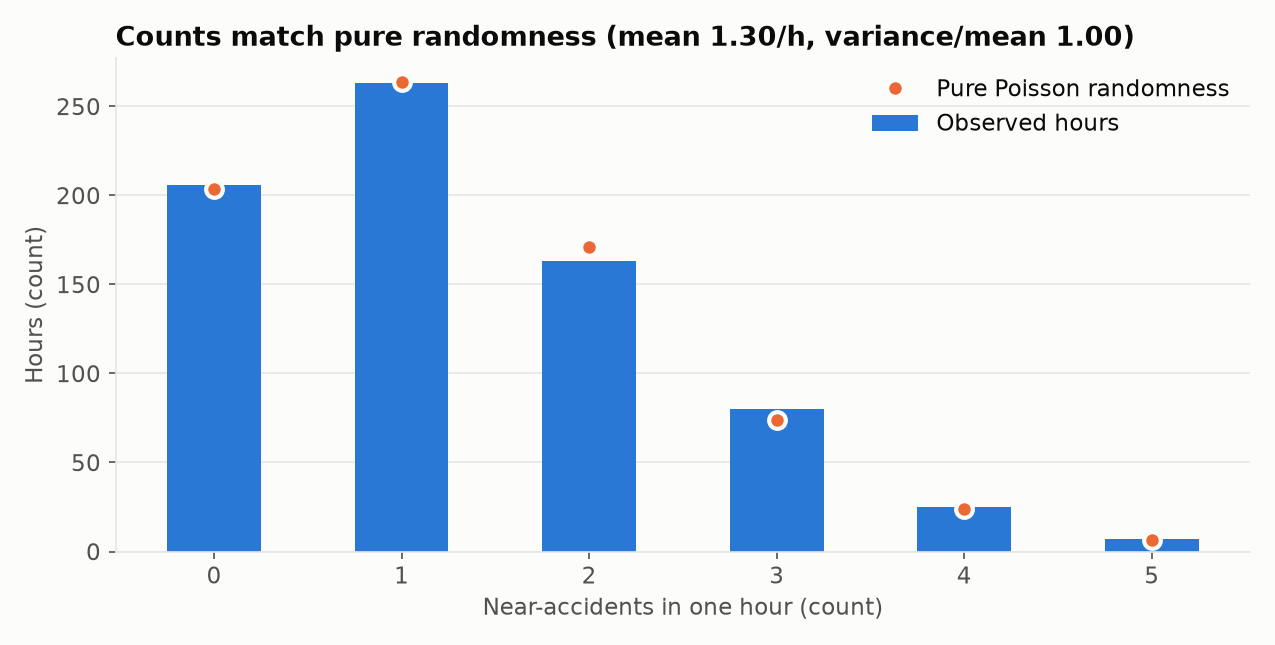 Counts match pure randomness (mean 1.30/h, variance/mean 1.00)
Pure Poisson randomness
Observed hours
Hours (count)
250
200
150
100
50
0
0 1 2 3 4 5
Near-accidents in one hour (count)